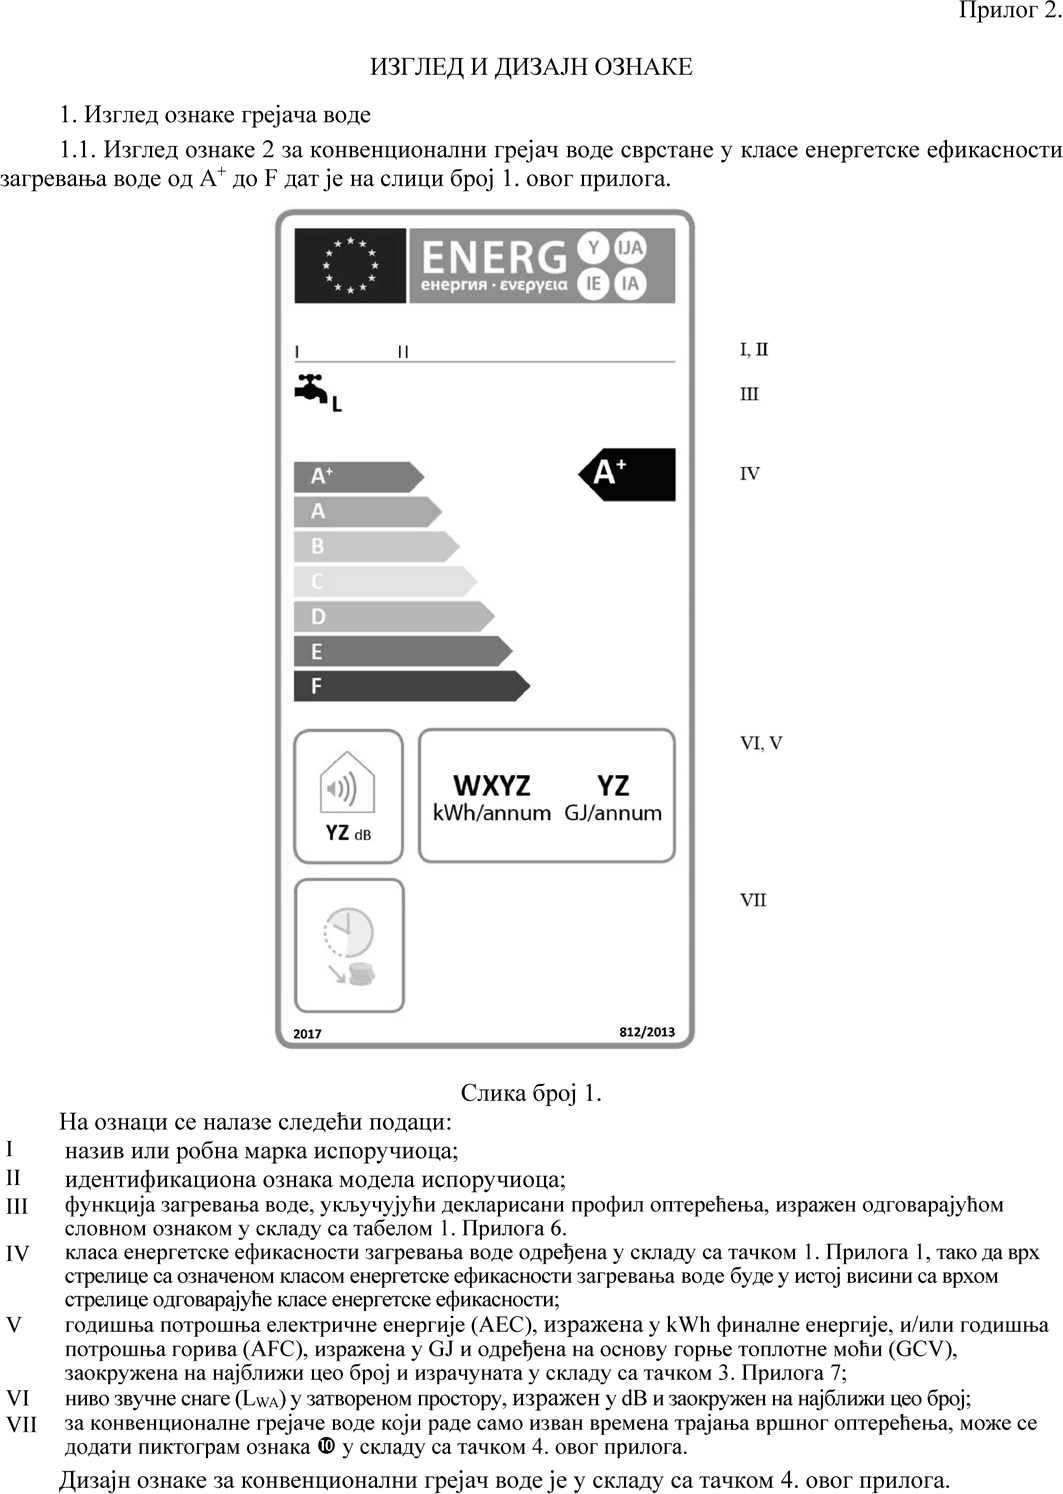 Прилог 2.
ИЗГЛЕД И ДИЗАЈН ОЗНАКЕ
1. Изглед ознаке грејача воде
1.1. Изглед ознаке 2 за конвенционални грејач воде сврстане у класе енергетске ефикасности
загревања воде од А⁺ до F дат је на слици број 1. овог прилога.
ENERG Y IJA
енергия · ενεργεια IE IA
I II I, II
L III
A⁺ A⁺ IV
A
B
C
D
E
F
VI, V
WXYZ YZ
kWh/annum GJ/annum
YZ dB
VII
2017 812/2013
Слика број 1.
На ознаци се налазе следећи подаци:
I назив или робна марка испоручиоца;
II идентификациона ознака модела испоручиоца;
III функција загревања воде, укључујући декларисани профил оптерећења, изражен одговарајућом
словном ознаком у складу са табелом 1. Прилога 6.
IV класа енергетске ефикасности загревања воде одређена у складу са тачком 1. Прилога 1, тако да врх
стрелице са означеном класом енергетске ефикасности загревања воде буде у истој висини са врхом
стрелице одговарајуће класе енергетске ефикасности;
V годишња потрошња електричне енергије (AEC), изражена у kWh финалне енергије, и/или годишња
потрошња горива (AFC), изражена у GJ и одређена на основу горње топлотне моћи (GCV),
заокружена на најближи цео број и израчуната у складу са тачком 3. Прилога 7;
VI ниво звучне снаге (LWA) у затвореном простору, изражен у dB и заокружен на најближи цео број;
VII за конвенционалне грејаче воде који раде само изван времена трајања вршног оптерећења, може се
додати пиктограм ознака ❿ у складу са тачком 4. овог прилога.
Дизајн ознаке за конвенционални грејач воде је у складу са тачком 4. овог прилога.